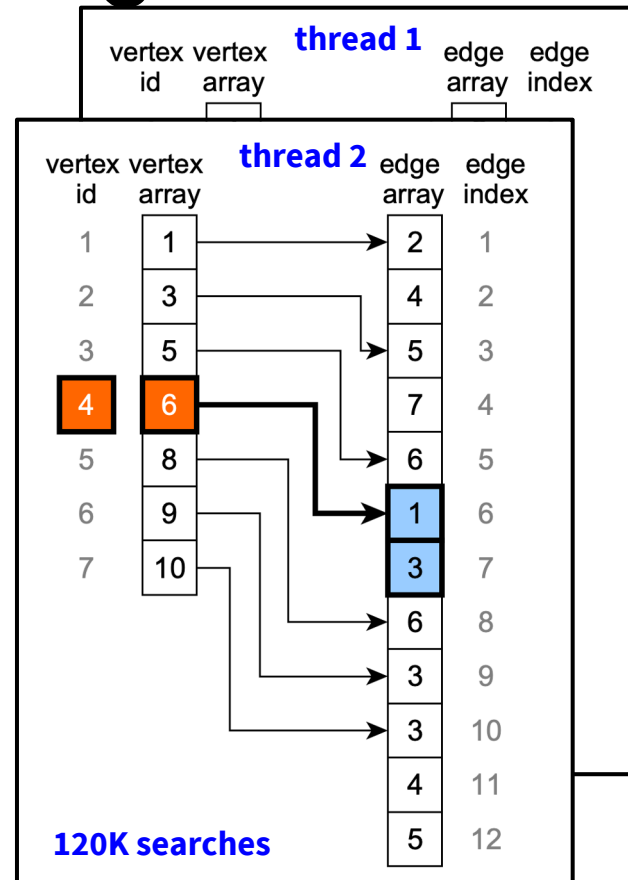 thread 1
vertex vertex edge edge
id array array index
thread 2
vertex vertex edge edge
id array array index
1 1 2 1
2 3 4 2
3 5 5 3
4 6 7 4
5 8 6 5
6 9 1 6
7 10 3 7
6 8
3 9
3 10
4 11
5 12
120K searches